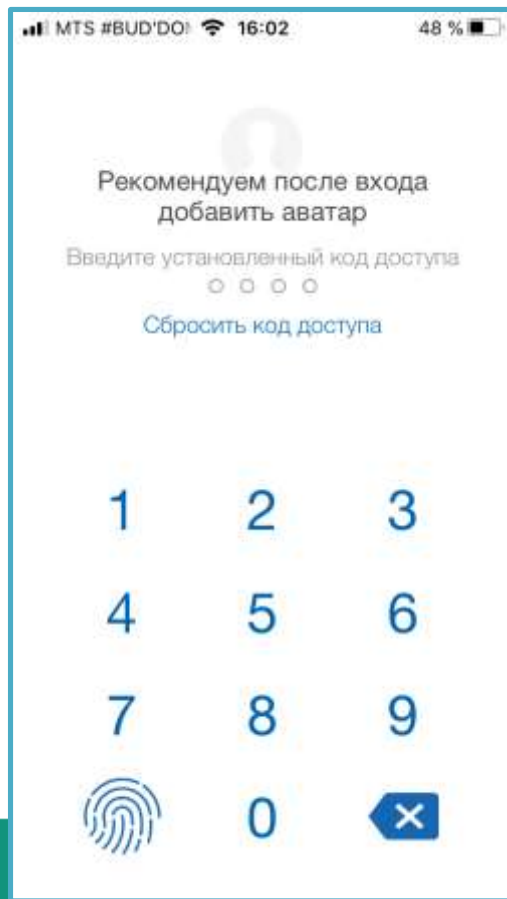 MTS #BUD'DO 16:02 48 %
Рекомендуем после входа
добавить аватар
Введите установленный код доступа
Сбросить код доступа
1 2 3
4 5 6
7 8 9
0